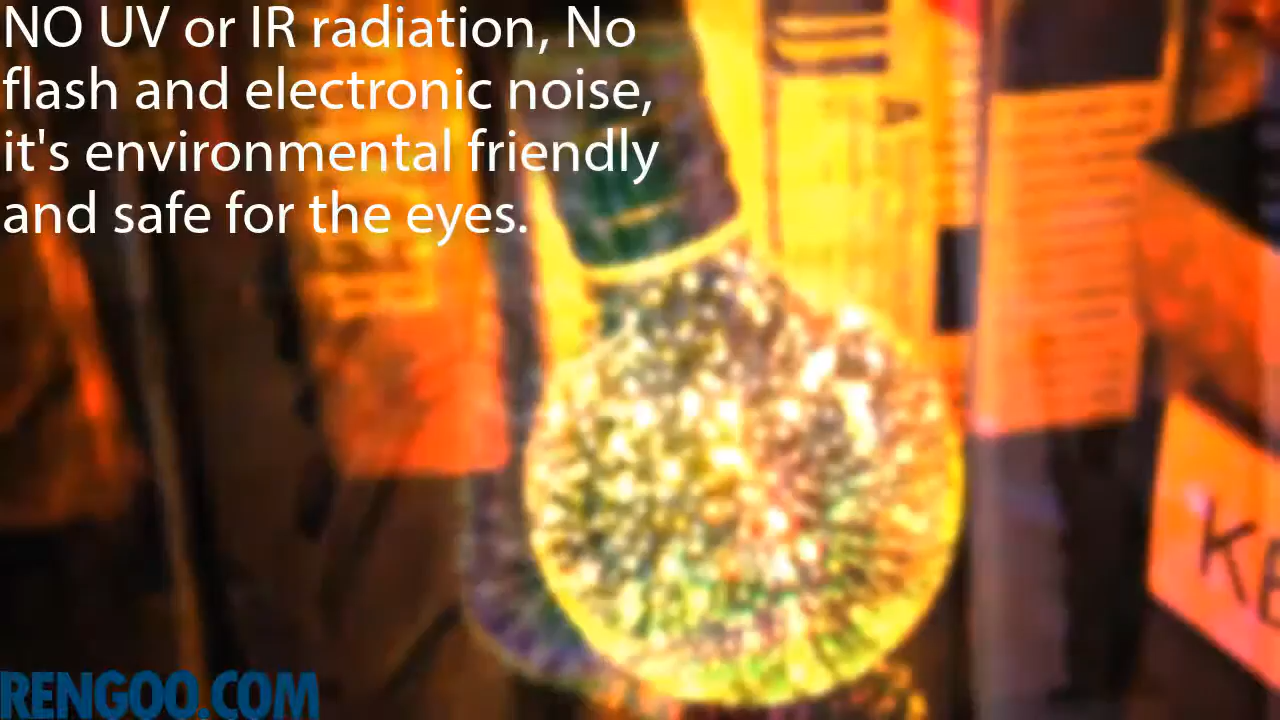 NO UV or IR radiation, No
flash and electronic noise,
it's environmental friendly
and safe for the eyes.
A
RENGOO.COM